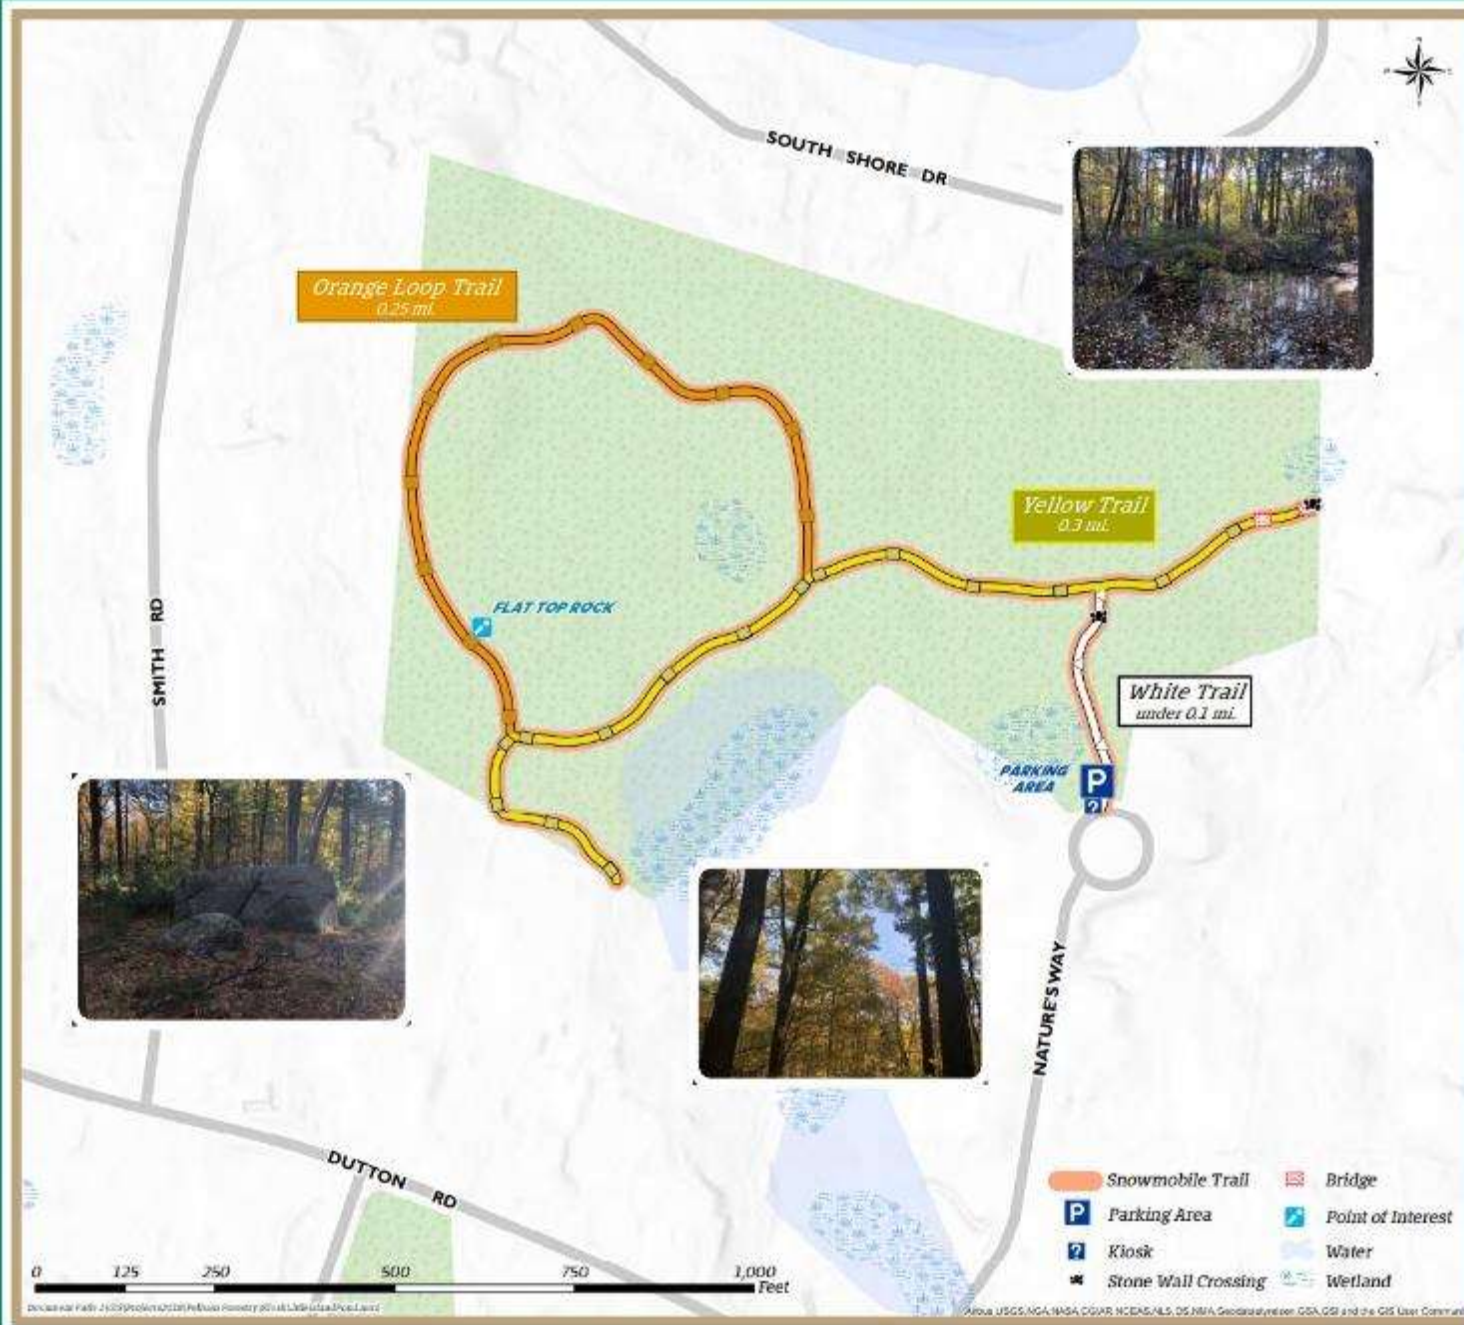 SOUTH SHORE DR
Orange Loop Trail
0.25 mi.
Yellow Trail
0.3 mi.
FLAT TOP ROCK
SMITH RD
White Trail
under 0.1 mi.
PARKING
AREA
P
?
NATURE'S WAY
DUTTON RD
Snowmobile Trail
Bridge
P
Parking Area
Point of Interest
?
Kiosk
Water
Stone Wall Crossing
Wetland
0 125 250 500 750 1,000
Feet